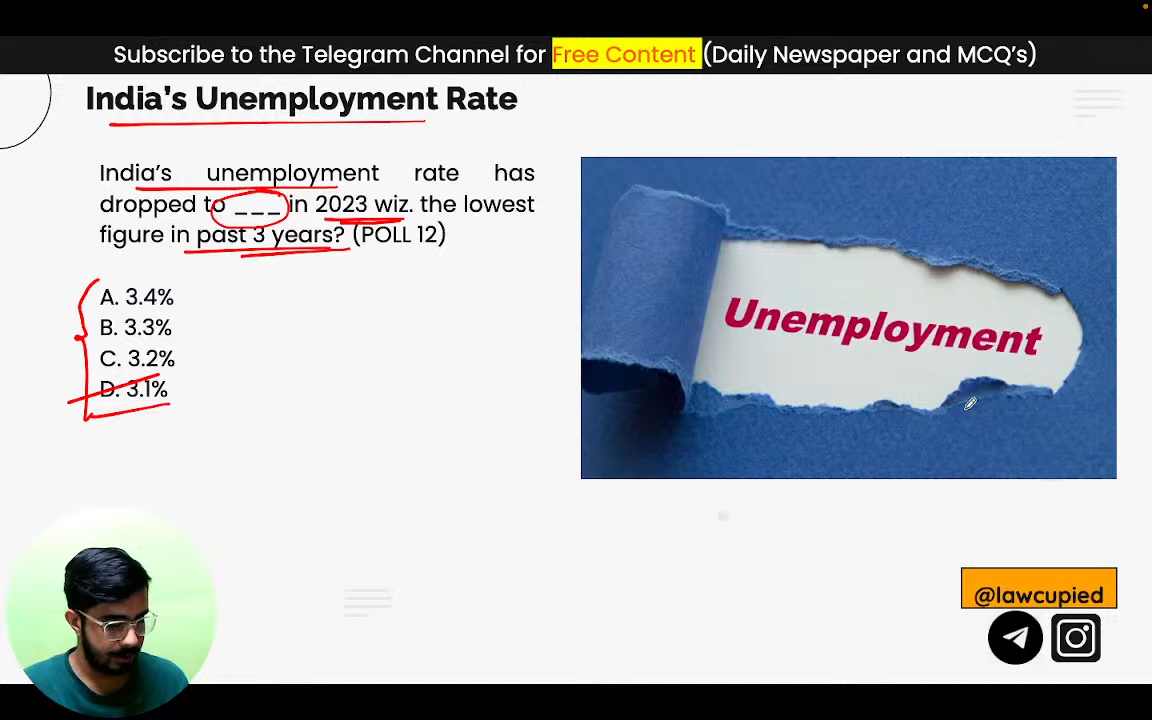 Subscribe to the Telegram Channel for Free Content (Daily Newspaper and MCQ's)
India's Unemployment Rate
India's unemployment rate has
dropped to ___ in 2023 wiz. the lowest
figure in past 3 years? (POLL 12)
A. 3.4%
B. 3.3%
C. 3.2%
D. 3.1%
Unemployment
@lawcupied